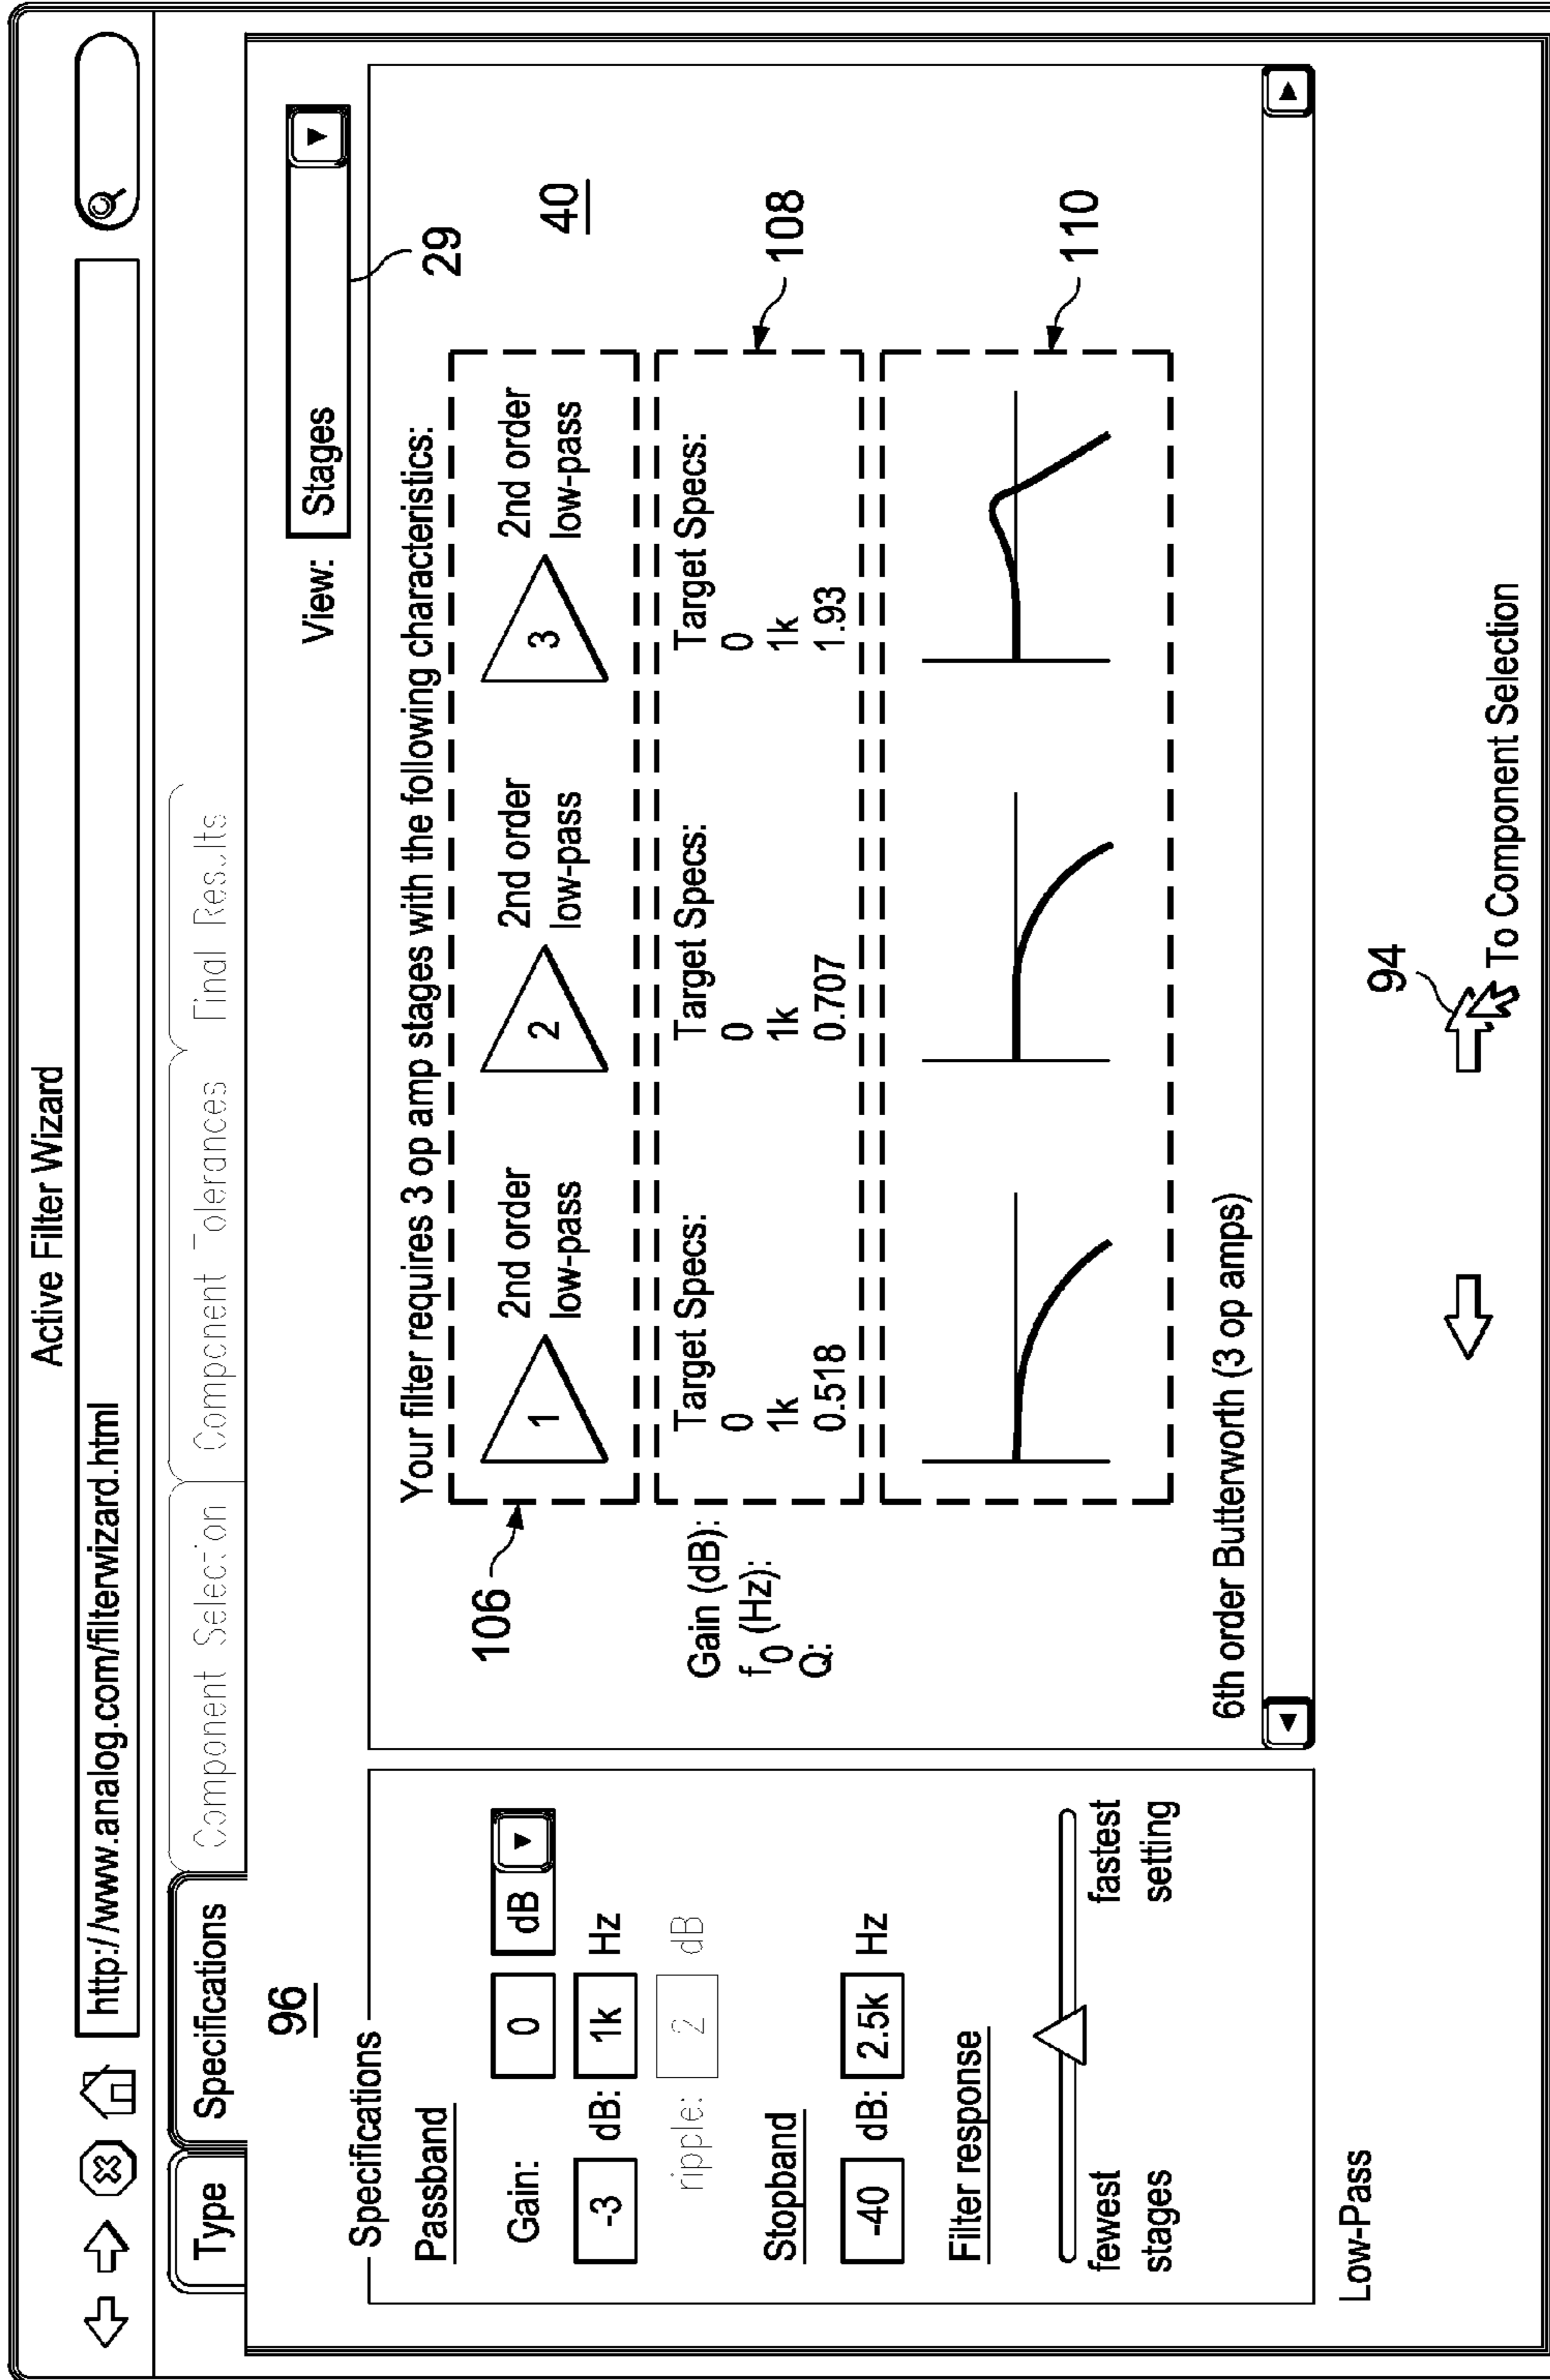 Active Filter Wizard
http://www.analog.com/filterwizard.html
Type
Specifications
Component Selection
Component Tolerances
Final Results
96
View:
Stages
29
Specifications
Passband
Gain:
0
dB
-3
dB:
1k
Hz
ripple:
2
dB
Stopband
-40
dB:
2.5k
Hz
Filter response
fewest
stages
fastest
setting
Low-Pass
40
Your filter requires 3 op amp stages with the following characteristics:
106
1
2nd order
low-pass
2
2nd order
low-pass
3
2nd order
low-pass
108
Gain (dB):
f0 (Hz):
Q:
Target Specs:
0
1k
0.518
Target Specs:
0
1k
0.707
Target Specs:
0
1k
1.93
110
6th order Butterworth (3 op amps)
94
To Component Selection